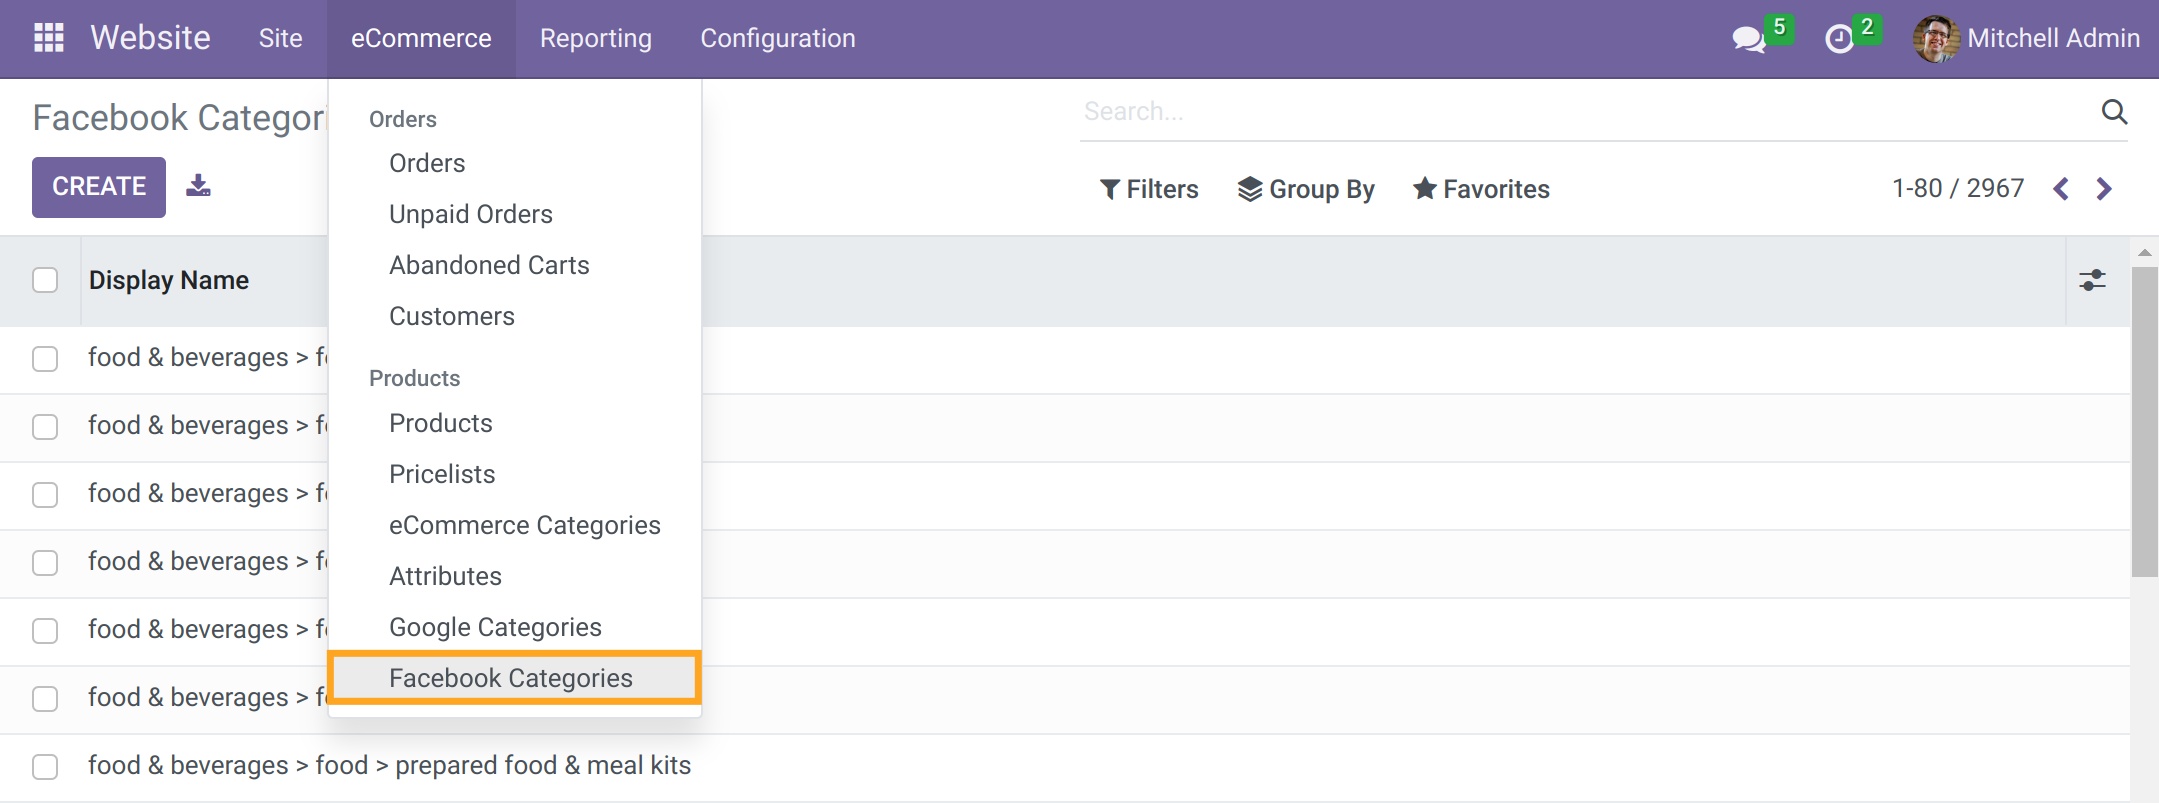 Website Site eCommerce Reporting Configuration 5 2 Mitchell Admin
Facebook Categori
Search...
CREATE
Filters Group By Favorites 1-80 / 2967
Orders
Orders
Unpaid Orders
Abandoned Carts
Customers
Products
Products
Pricelists
eCommerce Categories
Attributes
Google Categories
Facebook Categories
Display Name
food & beverages > f
food & beverages > f
food & beverages > f
food & beverages > f
food & beverages > f
food & beverages > f
food & beverages > food > prepared food & meal kits